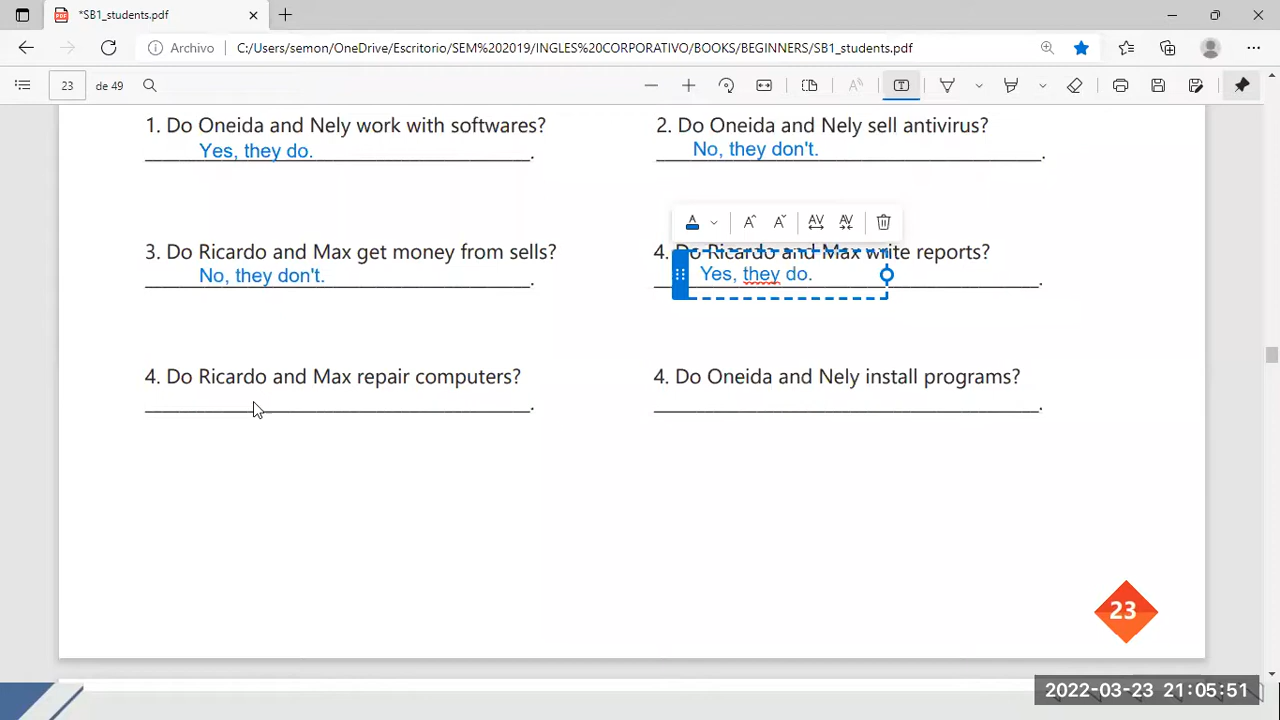 *SB1_students.pdf
Archivo
C:/Users/semon/OneDrive/Escritorio/SEM%202019/INGLES%20CORPORATIVO/BOOKS/BEGINNERS/SB1_students.pdf
23 de 49
1. Do Oneida and Nely work with softwares?
Yes, they do.
2. Do Oneida and Nely sell antivirus?
No, they don't.
3. Do Ricardo and Max get money from sells?
No, they don't.
4. Do Ricardo and Max write reports?
Yes, they do.
4. Do Ricardo and Max repair computers?
4. Do Oneida and Nely install programs?
23
2022-03-23 21:05:51